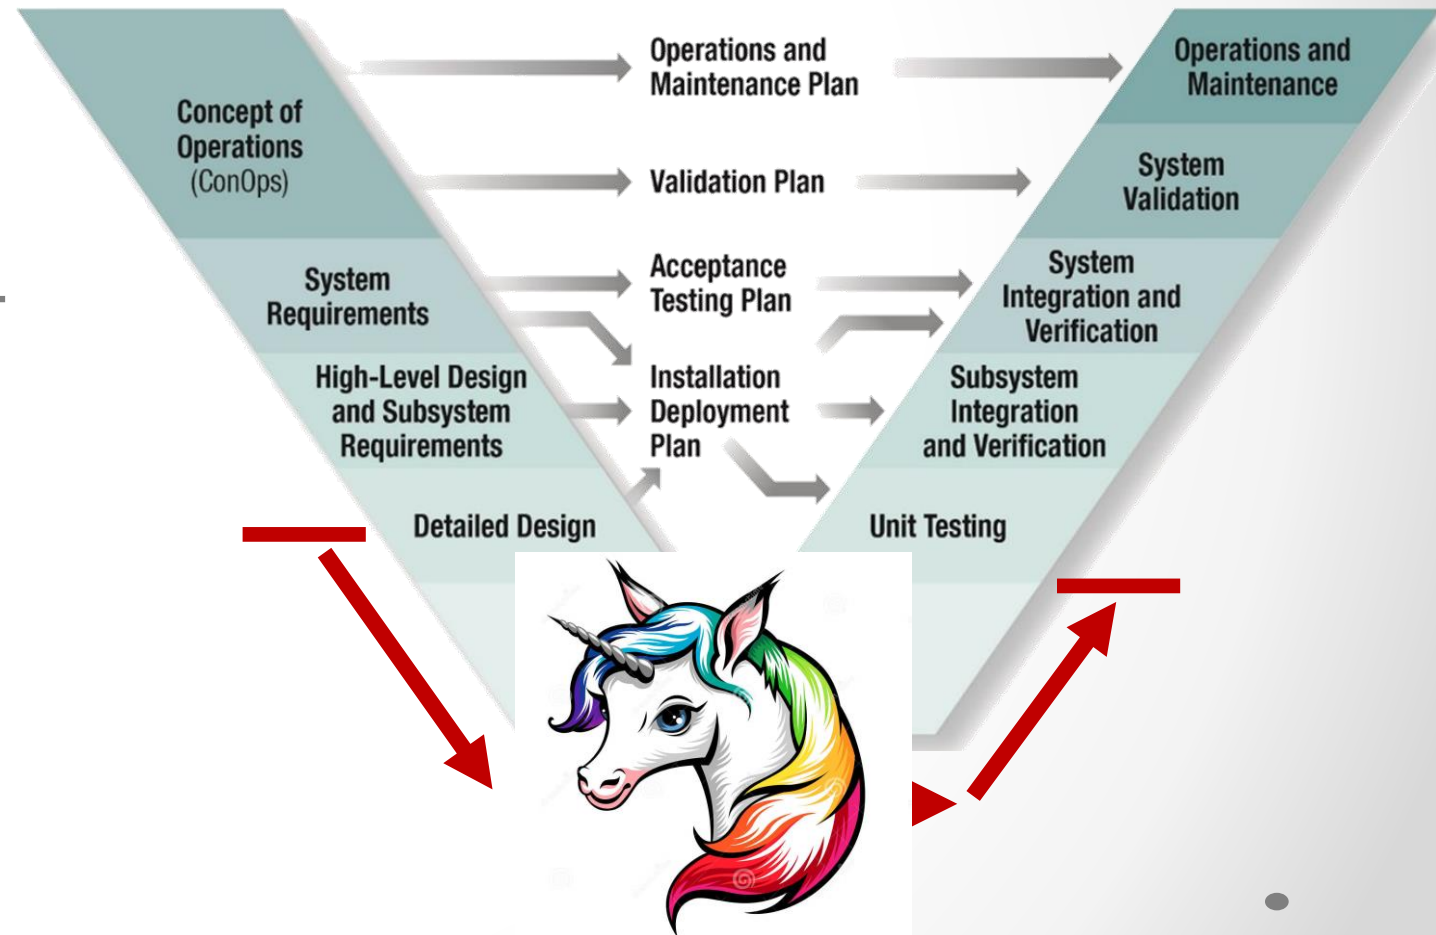 Concept of
Operations
(ConOps)
System
Requirements
High-Level Design
and Subsystem
Requirements
Detailed Design
Operations and
Maintenance Plan
Validation Plan
Acceptance
Testing Plan
Installation
Deployment
Plan
Operations and
Maintenance
System
Validation
System
Integration and
Verification
Subsystem
Integration
and Verification
Unit Testing